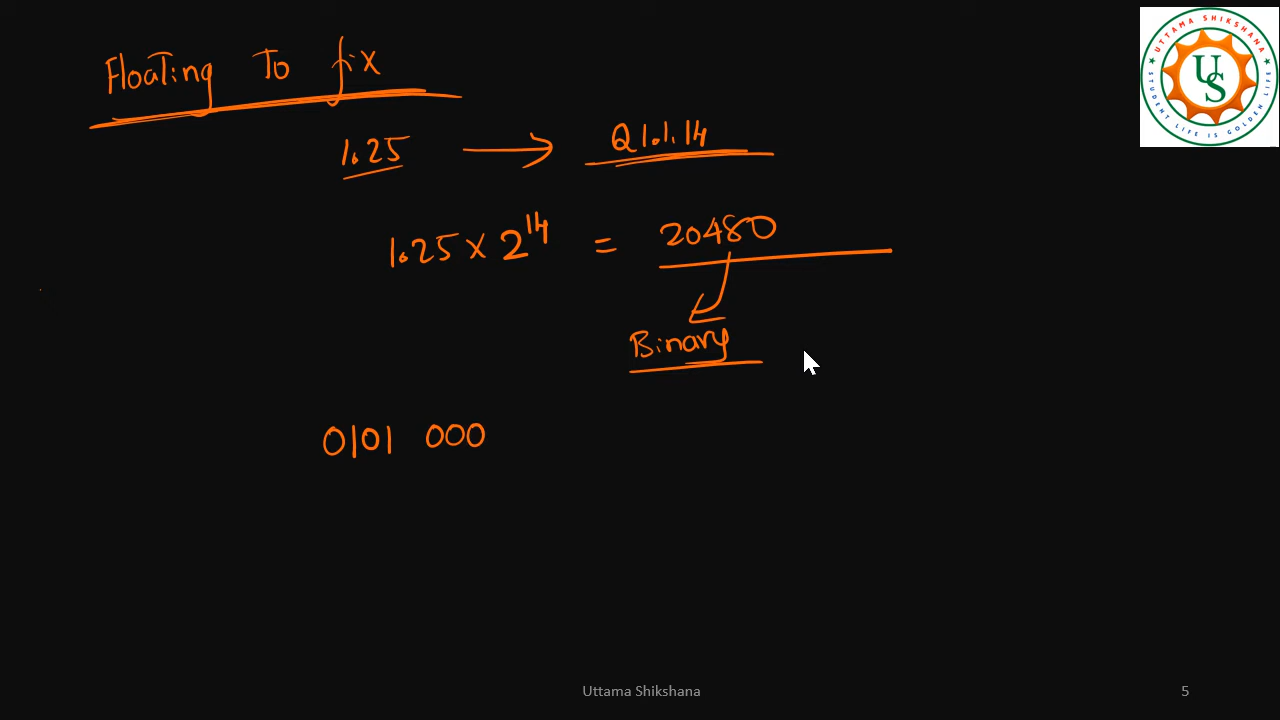 Floating To fix
1.25 → Q1.1.14
1.25 × 2^14 = 20480
Binary
0101 000
UTTAMA SHIKSHANA
US
STUDENT LIFE IS GOLDEN LIFE
Uttama Shikshana
5